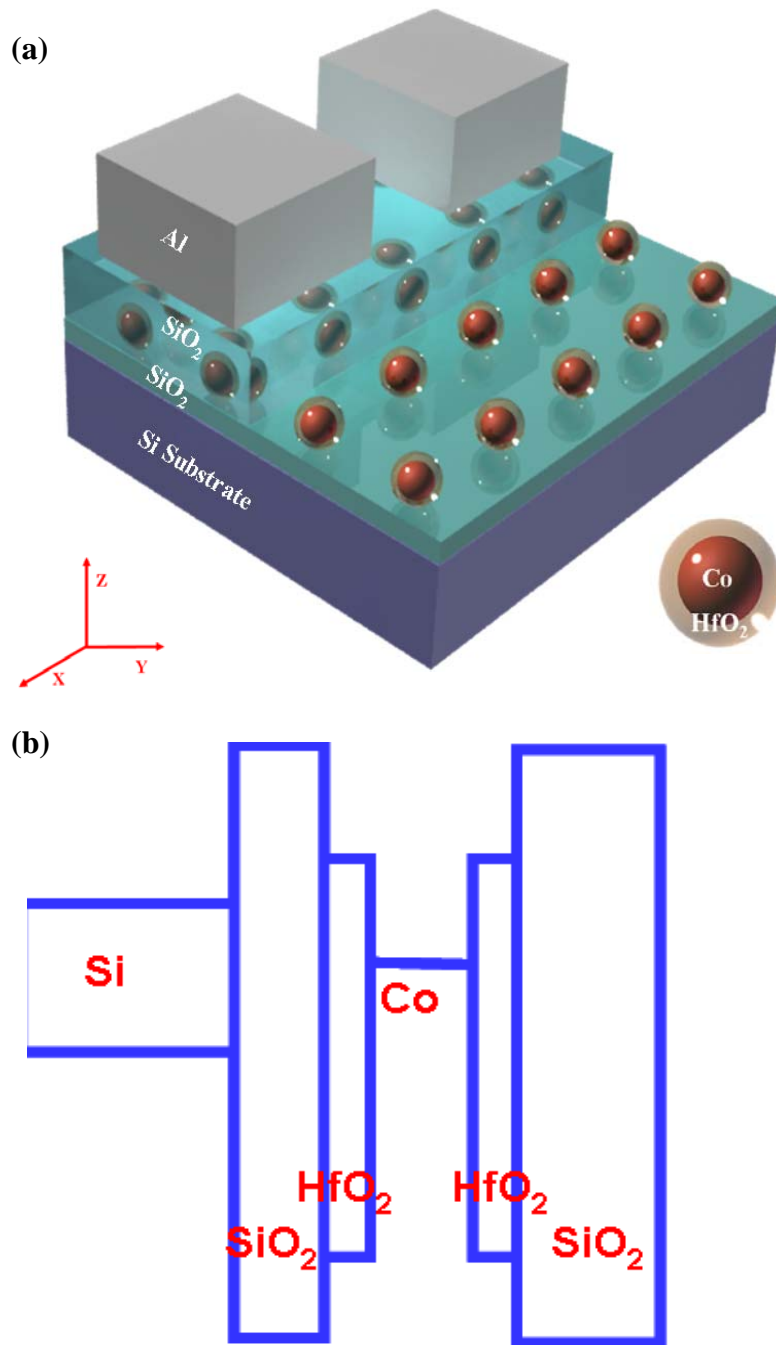 (a)
Al
SiO₂
SiO₂
Si Substrate
Co
HfO₂
Z
Y
X
(b)
Si
Co
HfO₂
HfO₂
SiO₂
SiO₂